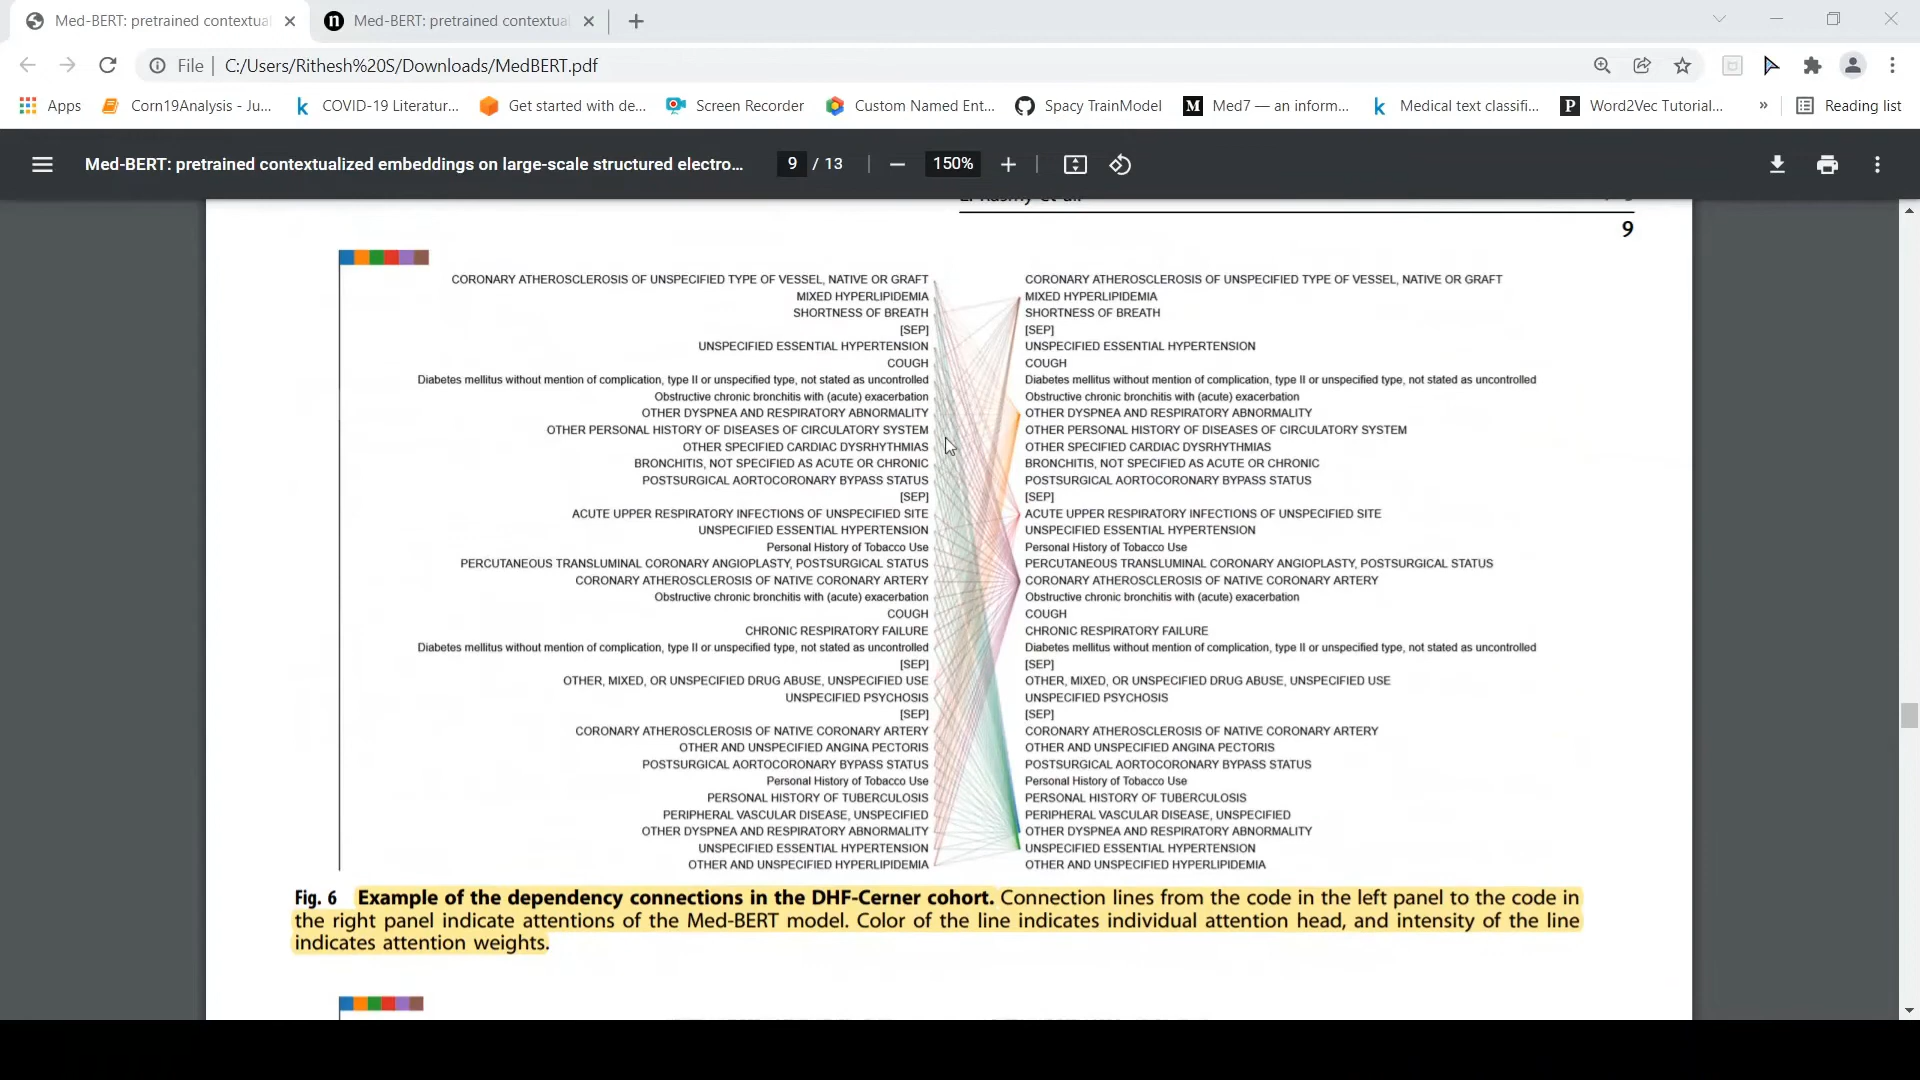 Med-BERT: pretrained contextua
Med-BERT: pretrained contextua
File C:/Users/Rithesh%20S/Downloads/MedBERT.pdf
Apps Corn19Analysis - Ju... COVID-19 Literatur... Get started with de... Screen Recorder Custom Named Ent... Spacy TrainModel Med7 — an inform... Medical text classifi... Word2Vec Tutorial... » Reading list
Med-BERT: pretrained contextualized embeddings on large-scale structured electro... 9 / 13 150%
9
CORONARY ATHEROSCLEROSIS OF UNSPECIFIED TYPE OF VESSEL, NATIVE OR GRAFT
MIXED HYPERLIPIDEMIA
SHORTNESS OF BREATH
[SEP]
UNSPECIFIED ESSENTIAL HYPERTENSION
COUGH
Diabetes mellitus without mention of complication, type II or unspecified type, not stated as uncontrolled
Obstructive chronic bronchitis with (acute) exacerbation
OTHER DYSPNEA AND RESPIRATORY ABNORMALITY
OTHER PERSONAL HISTORY OF DISEASES OF CIRCULATORY SYSTEM
OTHER SPECIFIED CARDIAC DYSRHYTHMIAS
BRONCHITIS, NOT SPECIFIED AS ACUTE OR CHRONIC
POSTSURGICAL AORTOCORONARY BYPASS STATUS
[SEP]
ACUTE UPPER RESPIRATORY INFECTIONS OF UNSPECIFIED SITE
UNSPECIFIED ESSENTIAL HYPERTENSION
Personal History of Tobacco Use
PERCUTANEOUS TRANSLUMINAL CORONARY ANGIOPLASTY, POSTSURGICAL STATUS
CORONARY ATHEROSCLEROSIS OF NATIVE CORONARY ARTERY
Obstructive chronic bronchitis with (acute) exacerbation
COUGH
CHRONIC RESPIRATORY FAILURE
Diabetes mellitus without mention of complication, type II or unspecified type, not stated as uncontrolled
[SEP]
OTHER, MIXED, OR UNSPECIFIED DRUG ABUSE, UNSPECIFIED USE
UNSPECIFIED PSYCHOSIS
[SEP]
CORONARY ATHEROSCLEROSIS OF NATIVE CORONARY ARTERY
OTHER AND UNSPECIFIED ANGINA PECTORIS
POSTSURGICAL AORTOCORONARY BYPASS STATUS
Personal History of Tobacco Use
PERSONAL HISTORY OF TUBERCULOSIS
PERIPHERAL VASCULAR DISEASE, UNSPECIFIED
OTHER DYSPNEA AND RESPIRATORY ABNORMALITY
UNSPECIFIED ESSENTIAL HYPERTENSION
OTHER AND UNSPECIFIED HYPERLIPIDEMIA
CORONARY ATHEROSCLEROSIS OF UNSPECIFIED TYPE OF VESSEL, NATIVE OR GRAFT
MIXED HYPERLIPIDEMIA
SHORTNESS OF BREATH
[SEP]
UNSPECIFIED ESSENTIAL HYPERTENSION
COUGH
Diabetes mellitus without mention of complication, type II or unspecified type, not stated as uncontrolled
Obstructive chronic bronchitis with (acute) exacerbation
OTHER DYSPNEA AND RESPIRATORY ABNORMALITY
OTHER PERSONAL HISTORY OF DISEASES OF CIRCULATORY SYSTEM
OTHER SPECIFIED CARDIAC DYSRHYTHMIAS
BRONCHITIS, NOT SPECIFIED AS ACUTE OR CHRONIC
POSTSURGICAL AORTOCORONARY BYPASS STATUS
[SEP]
ACUTE UPPER RESPIRATORY INFECTIONS OF UNSPECIFIED SITE
UNSPECIFIED ESSENTIAL HYPERTENSION
Personal History of Tobacco Use
PERCUTANEOUS TRANSLUMINAL CORONARY ANGIOPLASTY, POSTSURGICAL STATUS
CORONARY ATHEROSCLEROSIS OF NATIVE CORONARY ARTERY
Obstructive chronic bronchitis with (acute) exacerbation
COUGH
CHRONIC RESPIRATORY FAILURE
Diabetes mellitus without mention of complication, type II or unspecified type, not stated as uncontrolled
[SEP]
OTHER, MIXED, OR UNSPECIFIED DRUG ABUSE, UNSPECIFIED USE
UNSPECIFIED PSYCHOSIS
[SEP]
CORONARY ATHEROSCLEROSIS OF NATIVE CORONARY ARTERY
OTHER AND UNSPECIFIED ANGINA PECTORIS
POSTSURGICAL AORTOCORONARY BYPASS STATUS
Personal History of Tobacco Use
PERSONAL HISTORY OF TUBERCULOSIS
PERIPHERAL VASCULAR DISEASE, UNSPECIFIED
OTHER DYSPNEA AND RESPIRATORY ABNORMALITY
UNSPECIFIED ESSENTIAL HYPERTENSION
OTHER AND UNSPECIFIED HYPERLIPIDEMIA
Fig. 6 Example of the dependency connections in the DHF-Cerner cohort. Connection lines from the code in the left panel to the code in
the right panel indicate attentions of the Med-BERT model. Color of the line indicates individual attention head, and intensity of the line
indicates attention weights.